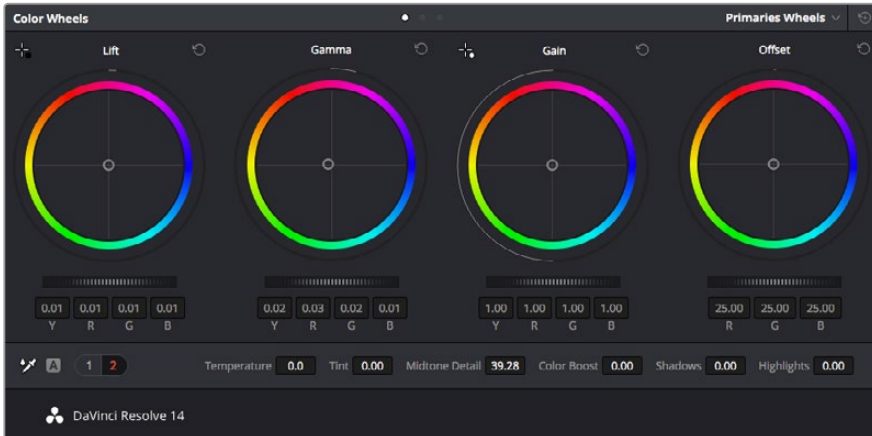 Color Wheels Primaries Wheels
Lift Gamma Gain Offset
0.01 0.01 0.01 0.01 0.02 0.03 0.02 0.01 1.00 1.00 1.00 1.00 25.00 25.00 25.00
Y R G B Y R G B Y R G B R G B
A 1 2 Temperature 0.0 Tint 0.00 Midtone Detail 39.28 Color Boost 0.00 Shadows 0.00 Highlights 0.00
DaVinci Resolve 14